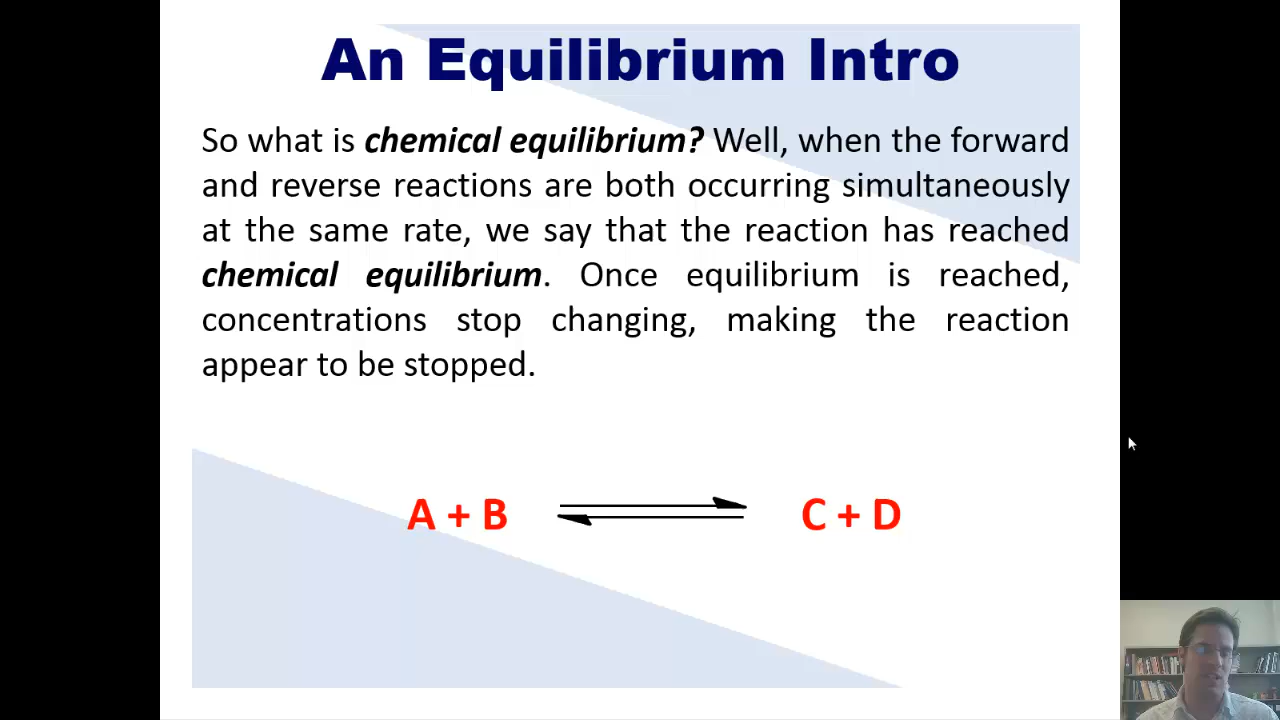 An Equilibrium Intro
So what is chemical equilibrium? Well, when the forward
and reverse reactions are both occurring simultaneously
at the same rate, we say that the reaction has reached
chemical equilibrium. Once equilibrium is reached,
concentrations stop changing, making the reaction
appear to be stopped.
A + B ⇌ C + D